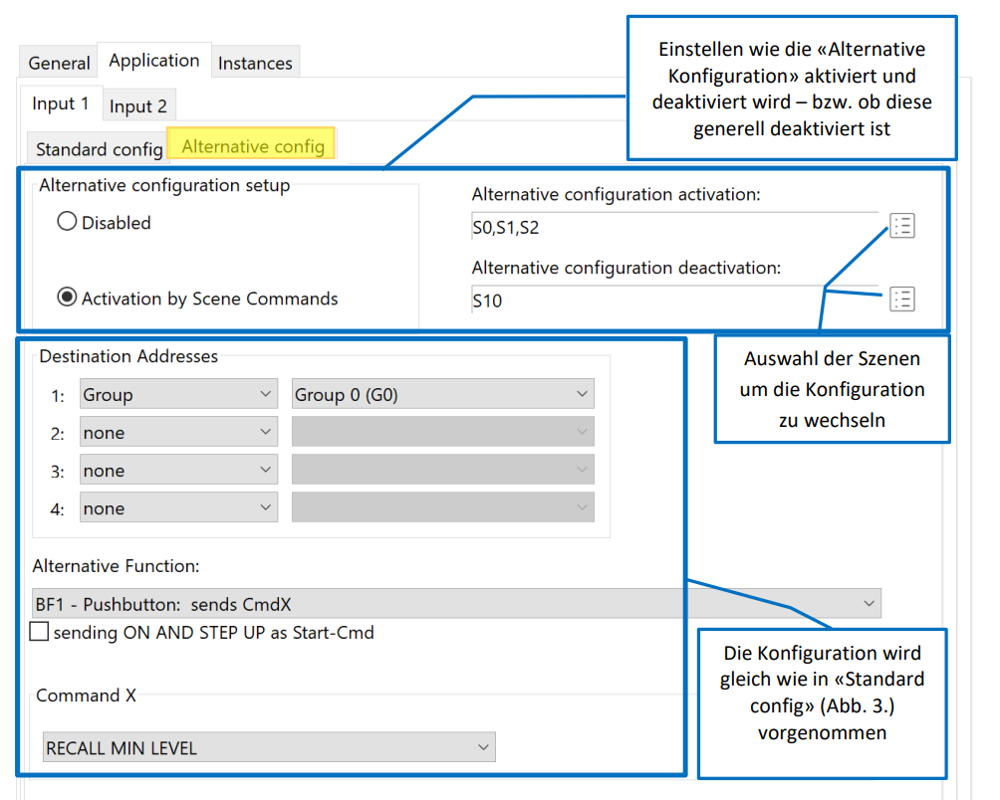 Einstellen wie die «Alternative
Konfiguration» aktiviert und
deaktiviert wird – bzw. ob diese
generell deaktiviert ist
General Application Instances
Input 1 Input 2
Standard config Alternative config
Alternative configuration setup
Disabled
Activation by Scene Commands
Alternative configuration activation:
S0,S1,S2
Alternative configuration deactivation:
S10
Auswahl der Szenen
um die Konfiguration
zu wechseln
Destination Addresses
1: Group Group 0 (G0)
2: none
3: none
4: none
Alternative Function:
BF1 - Pushbutton: sends CmdX
sending ON AND STEP UP as Start-Cmd
Command X
RECALL MIN LEVEL
Die Konfiguration wird
gleich wie in «Standard
config» (Abb. 3.)
vorgenommen